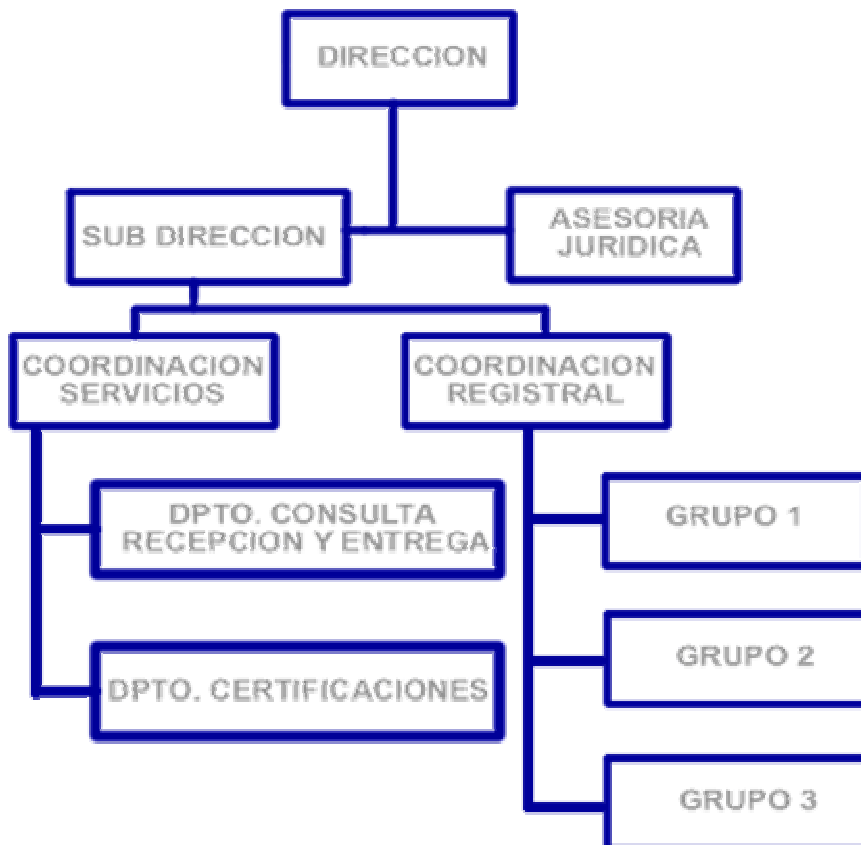 DIRECCION
SUB DIRECCION
ASESORIA
JURIDICA
COORDINACION
SERVICIOS
COORDINACION
REGISTRAL
DPTO. CONSULTA
RECEPCION Y ENTREGA
DPTO. CERTIFICACIONES
GRUPO 1
GRUPO 2
GRUPO 3